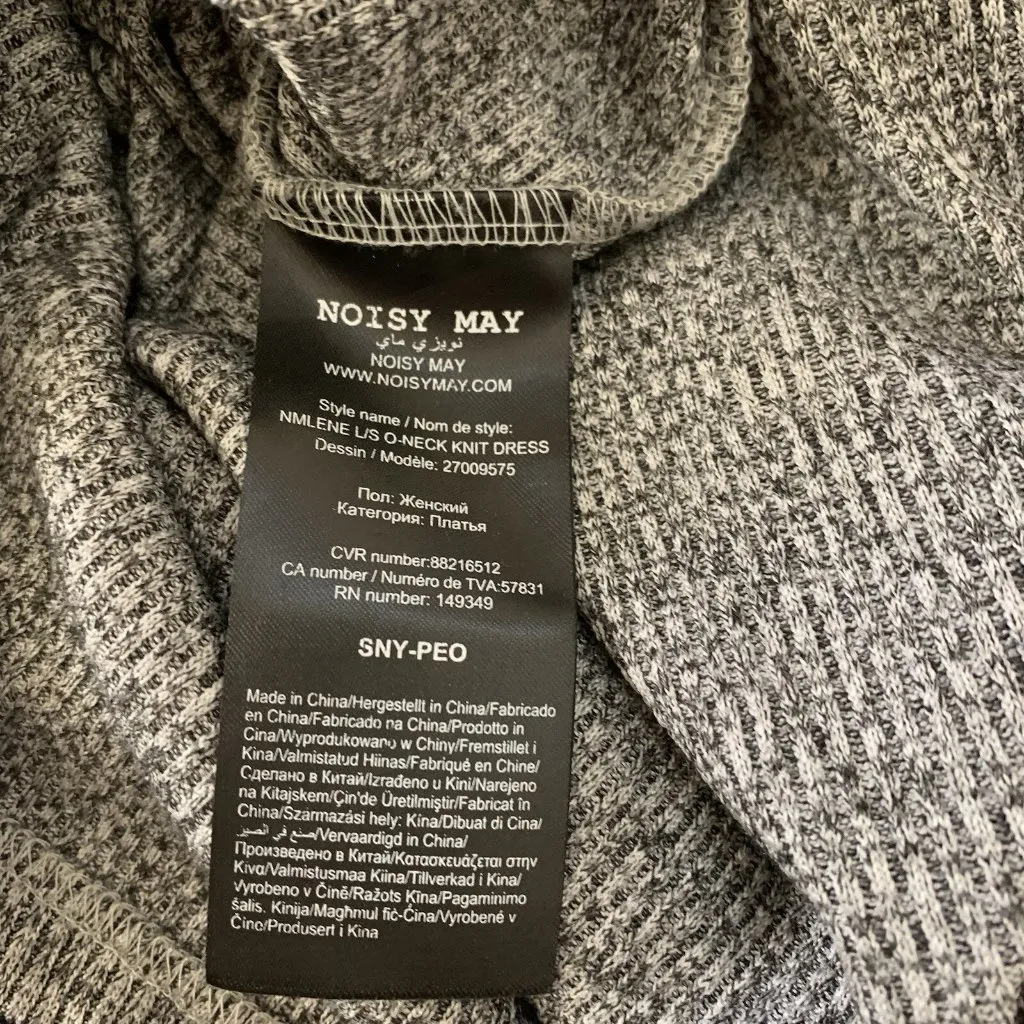 NOISY MAY
نويزي ماي
NOISY MAY
WWW.NOISYMAY.COM
Style name / Nom de style:
NMLENE L/S O-NECK KNIT DRESS
Dessin / Modèle: 27009575
Пол: Женский
Категория: Платья
CVR number:88216512
CA number / Numéro de TVA:57831
RN number: 149349
SNY-PEO
Made in China/Hergestellt in China/Fabricado
en China/Fabricado na China/Prodotto in
Cina/Wyprodukowano w Chiny/Fremstillet i
Kina/Valmistatud Hiinas/Fabriqué en Chine/
Сделано в Китай/Izrađeno u Kini/Narejeno
na Kitajskem/Çin'de Üretilmiştir/Fabricat în
China/Szarmazási hely: Kína/Dibuat di Cina/
صنع في الصين/Vervaardigd in China/
Произведено в Китай/Κατασκευάζεται στην
Κίνα/Valmistusmaa Kiina/Tillverkad i Kina/
Vyrobeno v Čině/Ražots Ķīna/Pagaminimo
šalis. Kinija/Magħmul fiċ-Ċina/Vyrobené v
Číne/Produsert i Kina